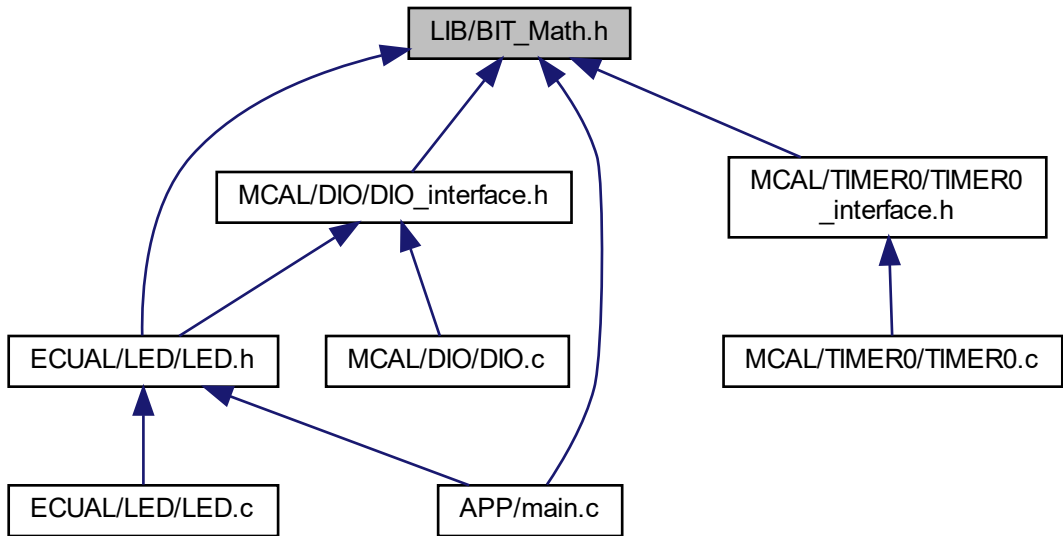 LIB/BIT_Math.h
MCAL/DIO/DIO_interface.h
MCAL/TIMER0/TIMER0
_interface.h
ECUAL/LED/LED.h
MCAL/DIO/DIO.c
MCAL/TIMER0/TIMER0.c
ECUAL/LED/LED.c
APP/main.c